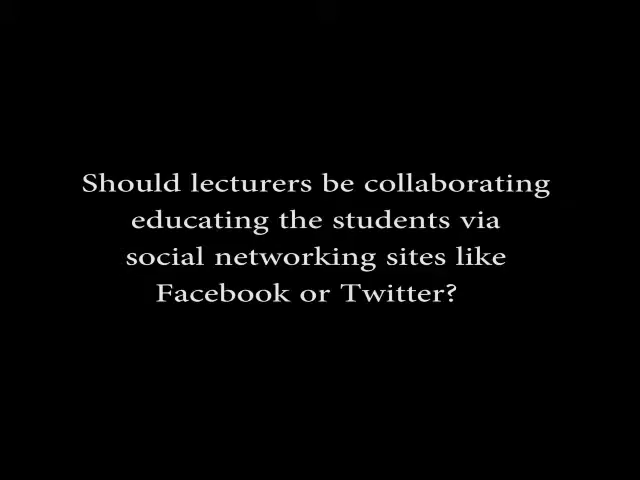 Should lecturers be collaborating
educating the students via
social networking sites like
Facebook or Twitter?